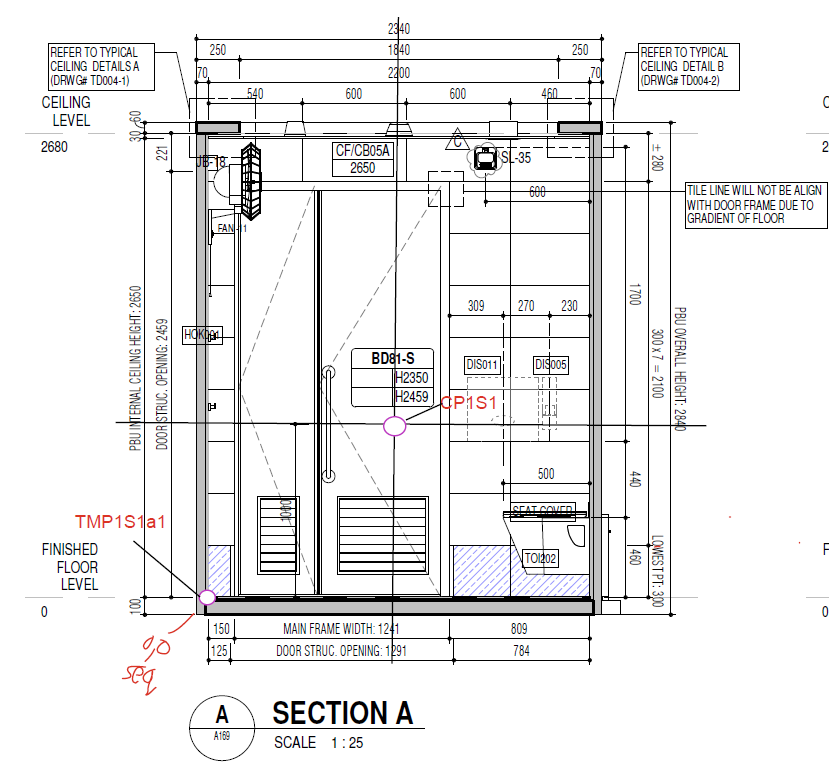 2340
250
1840
250
70
2200
70
540
600
600
460
REFER TO TYPICAL
CEILING DETAILS A
(DRWG# TD004-1)
REFER TO TYPICAL
CEILING DETAIL B
(DRWG# TD004-2)
CEILING
LEVEL
2680
60
30
221
JB-18
CF/CB05A
2650
C
SL-35
± 280
600
TILE LINE WILL NOT BE ALIGN
WITH DOOR FRAME DUE TO
GRADIENT OF FLOOR
FAN-11
PBU INTERNAL CEILING HEIGHT: 2650
DOOR STRUC. OPENING: 2459
HOK001
309
270
230
1700
300 x 7 = 2100
PBU OVERALL HEIGHT: 2840
BD81-S
H2350
H2459
DIS011
DIS005
CP1S1
500
440
1000
SEAT COVER
TOI202
460
LOWEST PT: 300
TMP1S1a1
FINISHED
FLOOR
LEVEL
0
100
150
MAIN FRAME WIDTH: 1241
809
125
DOOR STRUC. OPENING: 1291
784
A
A169
SECTION A
SCALE 1 : 25
C
2
F
0